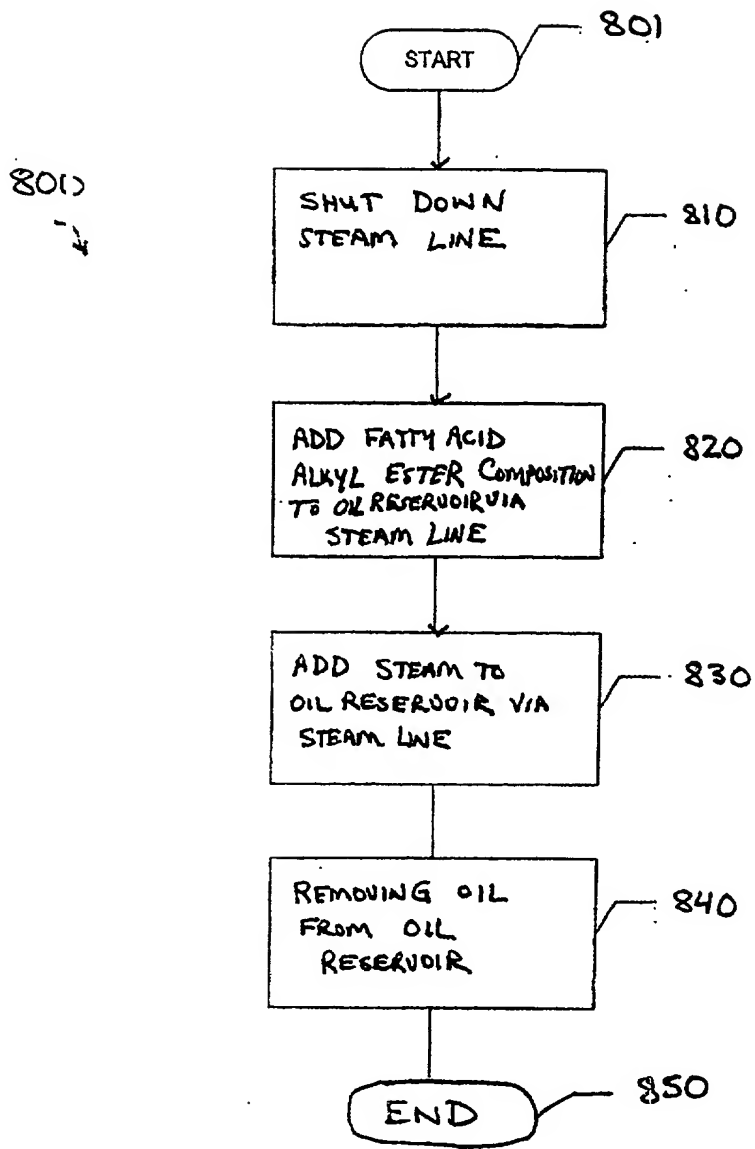 801
START
800
SHUT DOWN
STEAM LINE
810
ADD FATTY ACID
ALKYL ESTER COMPOSITION
TO OIL RESERVOIR VIA
STEAM LINE
820
ADD STEAM TO
OIL RESERVOIR VIA
STEAM LINE
830
REMOVING OIL
FROM OIL
RESERVOIR
840
END
850